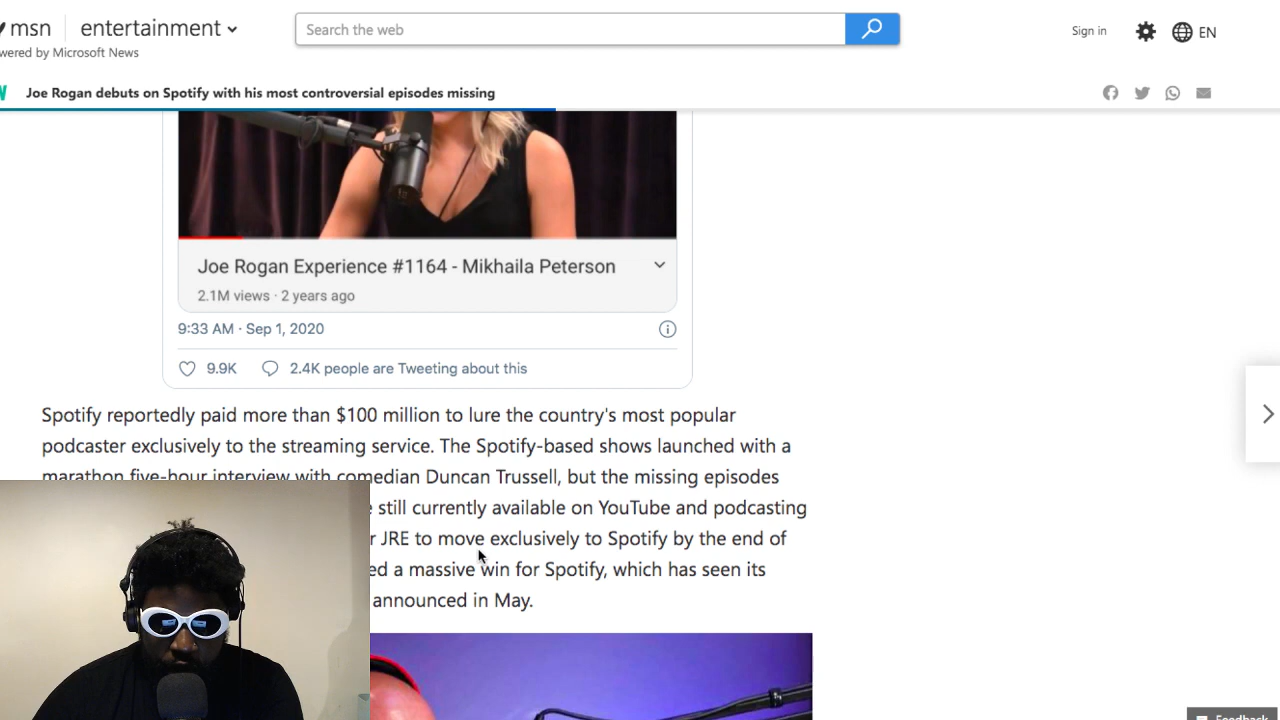 msn entertainment
Search the web
Sign in
EN
wered by Microsoft News
Joe Rogan debuts on Spotify with his most controversial episodes missing
Joe Rogan Experience #1164 - Mikhaila Peterson
2.1M views · 2 years ago
9:33 AM · Sep 1, 2020
9.9K 2.4K people are Tweeting about this
Spotify reportedly paid more than $100 million to lure the country's most popular
podcaster exclusively to the streaming service. The Spotify-based shows launched with a
marathon five-hour interview with comedian Duncan Trussell, but the missing episodes
still currently available on YouTube and podcasting
JRE to move exclusively to Spotify by the end of
ed a massive win for Spotify, which has seen its
announced in May.
Feedback